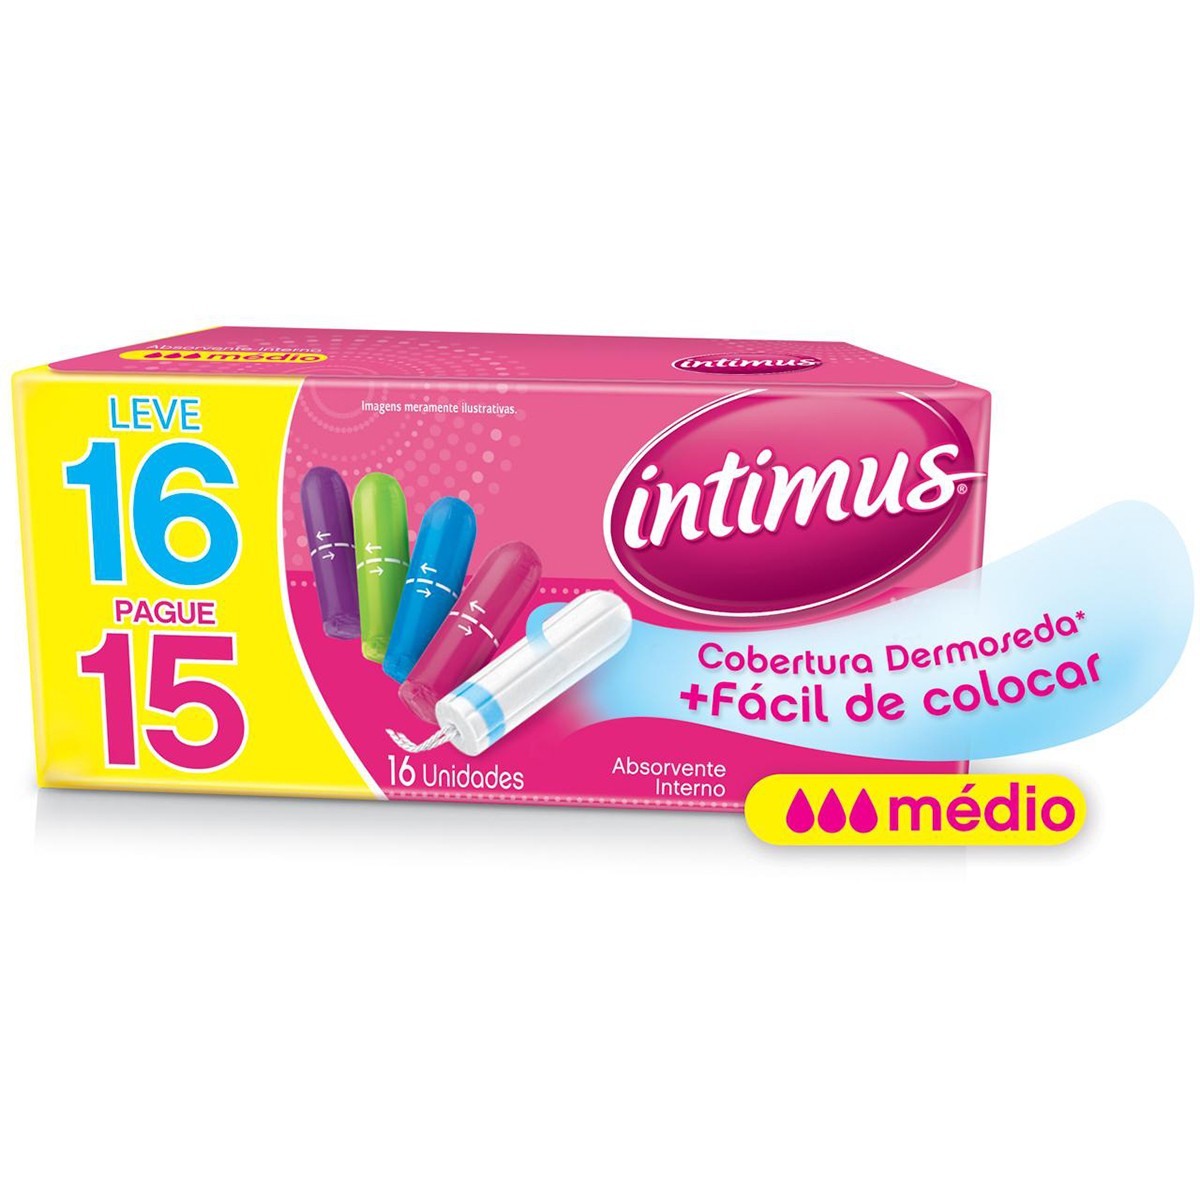 Absorvente Interno
médio
intimus
LEVE
16
PAGUE
15
Imagens meramente ilustrativas.
intimus®
Cobertura Dermoseda*
+Fácil de colocar
16 Unidades
Absorvente
Interno
médio